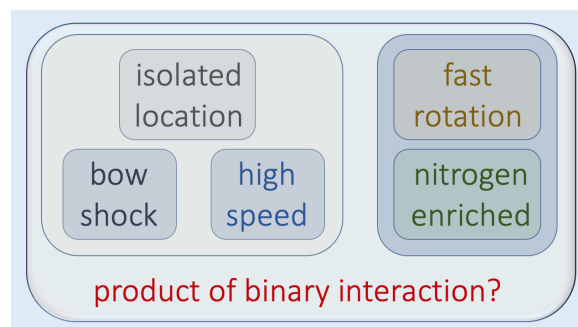 isolated
location
bow
shock
high
speed
fast
rotation
nitrogen
enriched
product of binary interaction?